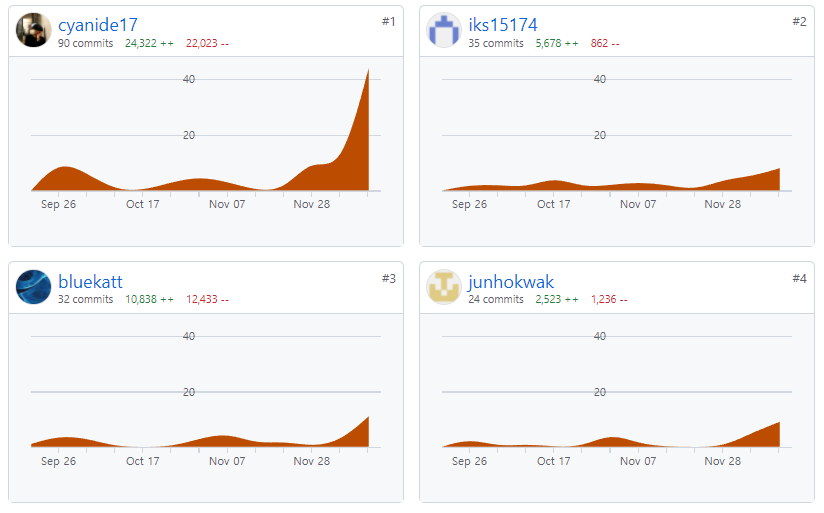 cyanide17 #1
90 commits 24,322 ++ 22,023 --
40
20
Sep 26 Oct 17 Nov 07 Nov 28
iks15174 #2
35 commits 5,678 ++ 862 --
40
20
Sep 26 Oct 17 Nov 07 Nov 28
bluekatt #3
32 commits 10,838 ++ 12,433 --
40
20
Sep 26 Oct 17 Nov 07 Nov 28
junhokwak #4
24 commits 2,523 ++ 1,236 --
40
20
Sep 26 Oct 17 Nov 07 Nov 28